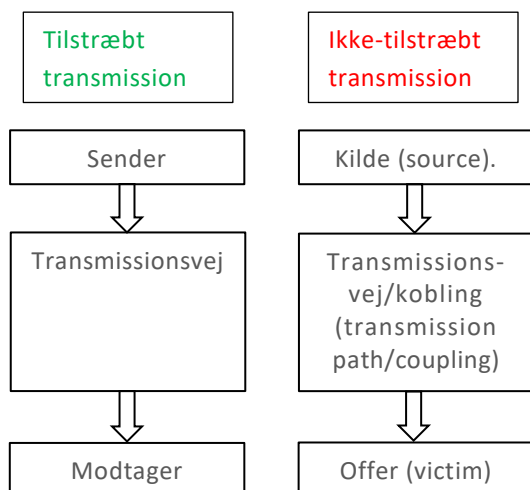 Tilstræbt
transmission
Sender
Transmissionsvej
Modtager
Ikke-tilstræbt
transmission
Kilde (source).
Transmissions-
vej/kobling
(transmission
path/coupling)
Offer (victim)